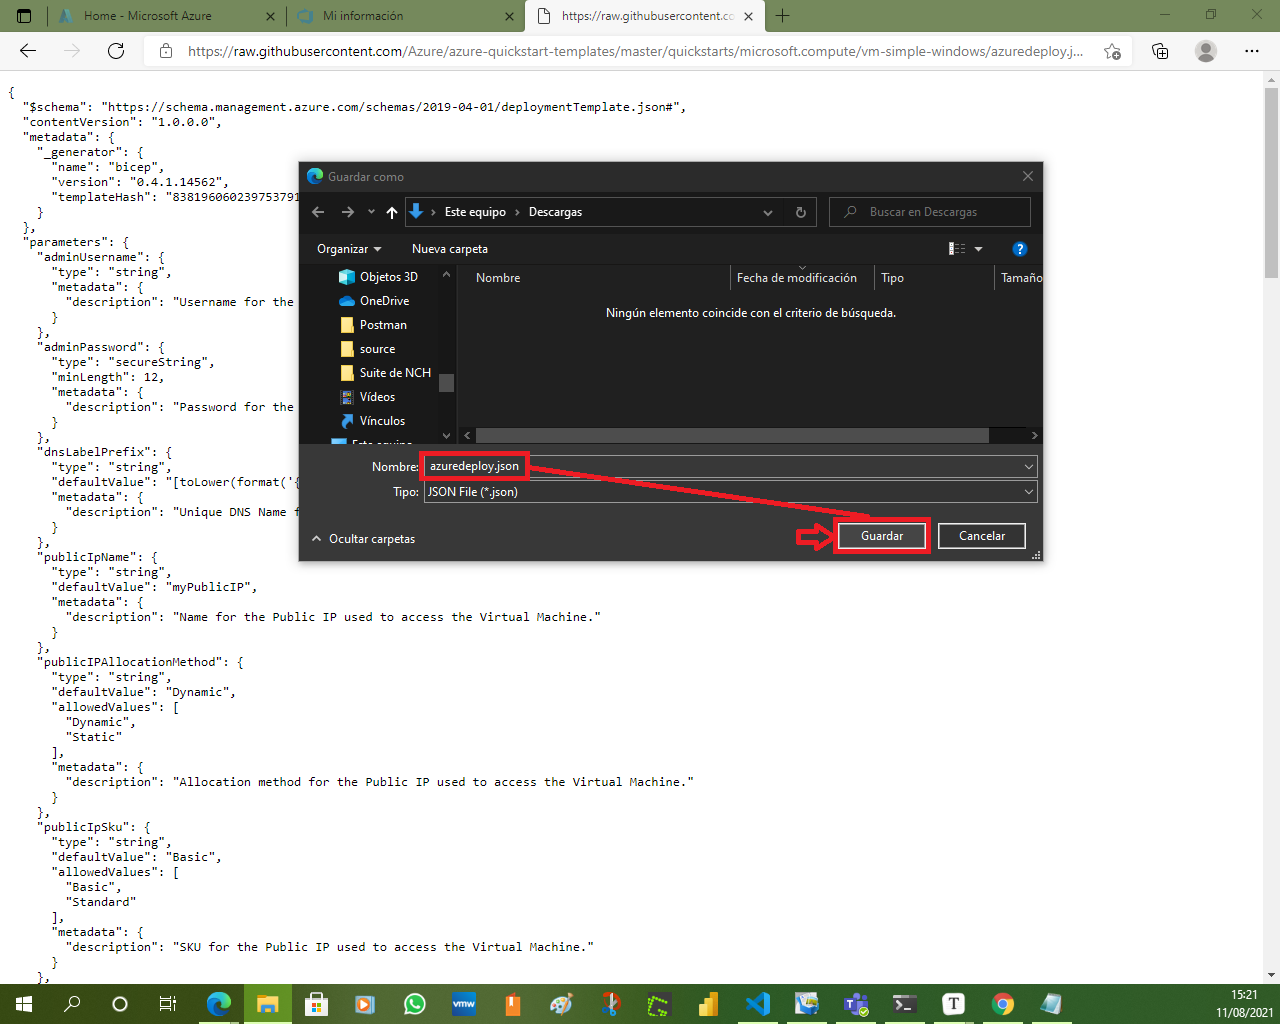 Home - Microsoft Azure
Mi información
https://raw.githubusercontent.co
https://raw.githubusercontent.com/Azure/azure-quickstart-templates/master/quickstarts/microsoft.compute/vm-simple-windows/azuredeploy.j...
{
"$schema": "https://schema.management.azure.com/schemas/2019-04-01/deploymentTemplate.json#",
"contentVersion": "1.0.0.0",
"metadata": {
"_generator": {
"name": "bicep",
"version": "0.4.1.14562",
"templateHash": "8381960602397537918
}
},
"parameters": {
"adminUsername": {
"type": "string",
"metadata": {
"description": "Username for the
}
},
"adminPassword": {
"type": "secureString",
"minLength": 12,
"metadata": {
"description": "Password for the
}
},
"dnsLabelPrefix": {
"type": "string",
"defaultValue": "[toLower(format('{
"metadata": {
"description": "Unique DNS Name f
}
},
"publicIpName": {
"type": "string",
"defaultValue": "myPublicIP",
"metadata": {
"description": "Name for the Public IP used to access the Virtual Machine."
}
},
"publicIPAllocationMethod": {
"type": "string",
"defaultValue": "Dynamic",
"allowedValues": [
"Dynamic",
"Static"
],
"metadata": {
"description": "Allocation method for the Public IP used to access the Virtual Machine."
}
},
"publicIpSku": {
"type": "string",
"defaultValue": "Basic",
"allowedValues": [
"Basic",
"Standard"
],
"metadata": {
"description": "SKU for the Public IP used to access the Virtual Machine."
}
},
Guardar como
Este equipo › Descargas
Buscar en Descargas
Organizar
Nueva carpeta
?
Objetos 3D
OneDrive
Postman
source
Suite de NCH
Vídeos
Vínculos
Este equipo
Nombre
Fecha de modificación
Tipo
Tamaño
Ningún elemento coincide con el criterio de búsqueda.
Nombre: azuredeploy.json
Tipo: JSON File (*.json)
Ocultar carpetas
Guardar
Cancelar
vmw
T
15:21
11/08/2021